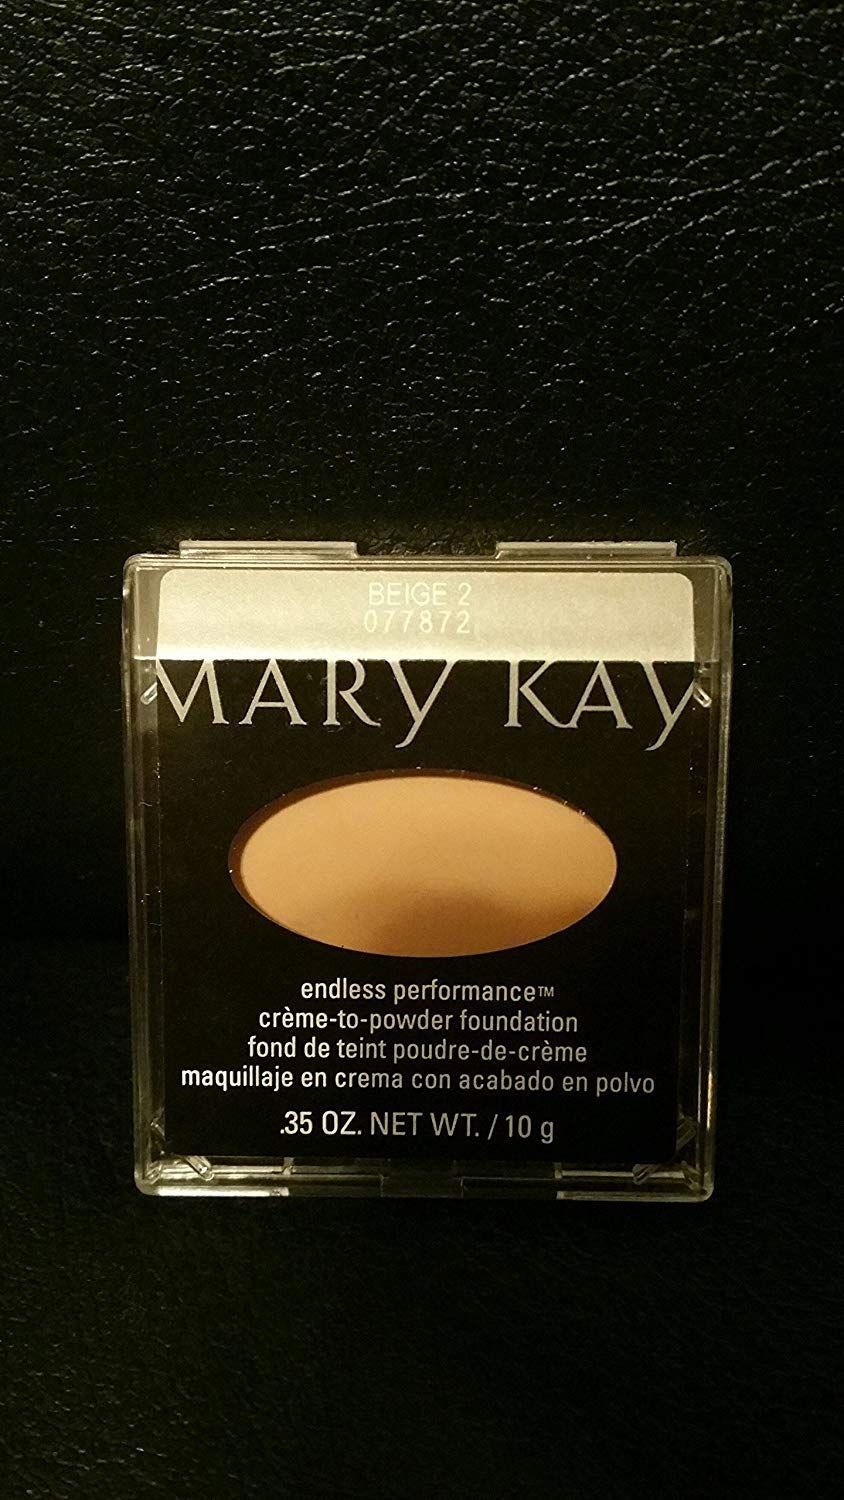 BEIGE 2
077872
MARY KAY
endless performance™
crème-to-powder foundation
fond de teint poudre-de-crème
maquillaje en crema con acabado en polvo
.35 OZ. NET WT. / 10 g